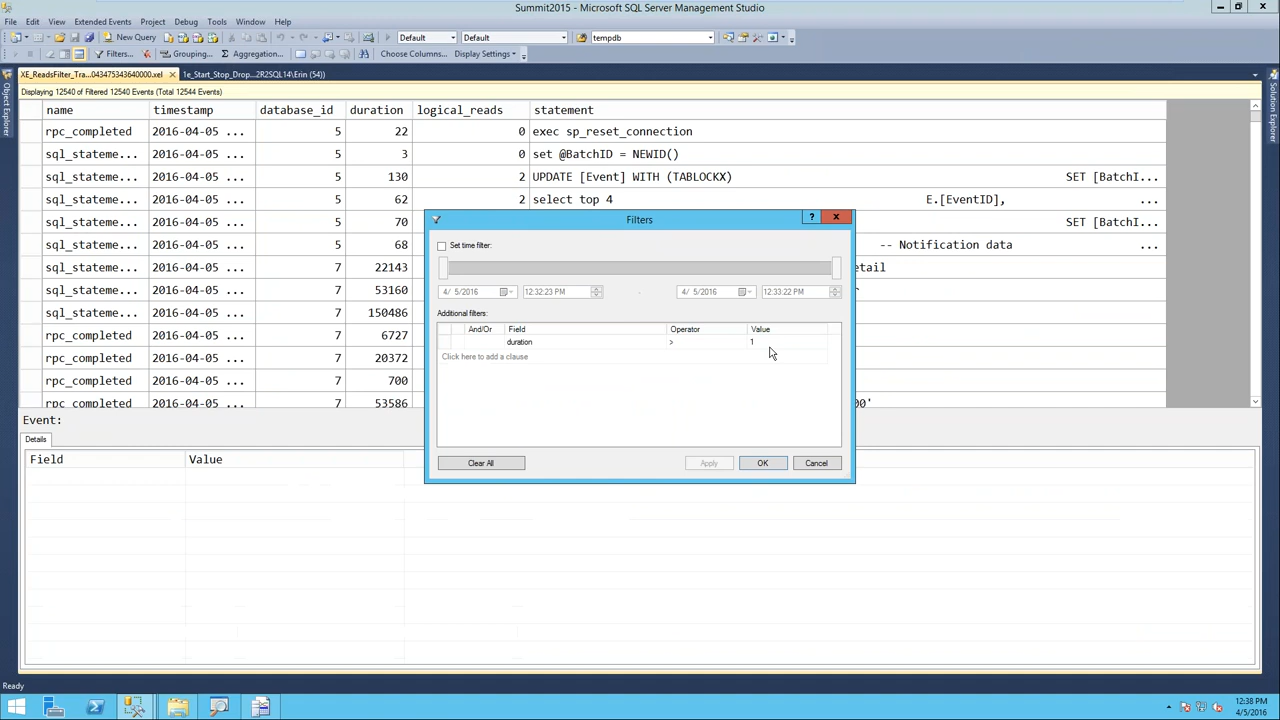 Summit2015 - Microsoft SQL Server Management Studio
File Edit View Extended Events Project Debug Tools Window Help
New Query Default Default tempdb
Filters... Grouping... Aggregation... Choose Columns... Display Settings
XE_ReadsFilter_Tra...043475343640000.xel 1e_Start_Stop_Drop...2R2SQL14\Erin (54))
Displaying 12540 of Filtered 12540 Events (Total 12544 Events)
Object Explorer
Solution Explorer
name timestamp database_id duration logical_reads statement
rpc_completed 2016-04-05 ... 5 22 0 exec sp_reset_connection
sql_stateme... 2016-04-05 ... 5 3 0 set @BatchID = NEWID()
sql_stateme... 2016-04-05 ... 5 130 2 UPDATE [Event] WITH (TABLOCKX) SET [BatchI...
sql_stateme... 2016-04-05 ... 5 62 2 select top 4 E.[EventID], ...
sql_stateme... 2016-04-05 ... 5 70 SET [BatchI...
sql_stateme... 2016-04-05 ... 5 68 -- Notification data ...
sql_stateme... 2016-04-05 ... 7 22143 etail
sql_stateme... 2016-04-05 ... 7 53160
sql_stateme... 2016-04-05 ... 7 150486
rpc_completed 2016-04-05 ... 7 6727
rpc_completed 2016-04-05 ... 7 20372
rpc_completed 2016-04-05 ... 7 700
rpc_completed 2016-04-05 ... 7 53586 00'
Filters
Set time filter:
4/ 5/2016 12:32:23 PM - 4/ 5/2016 12:33:22 PM
Additional filters:
And/Or Field Operator Value
duration > 1
Click here to add a clause
Clear All Apply OK Cancel
Event:
Details
Field Value
Ready
12:38 PM
4/5/2016